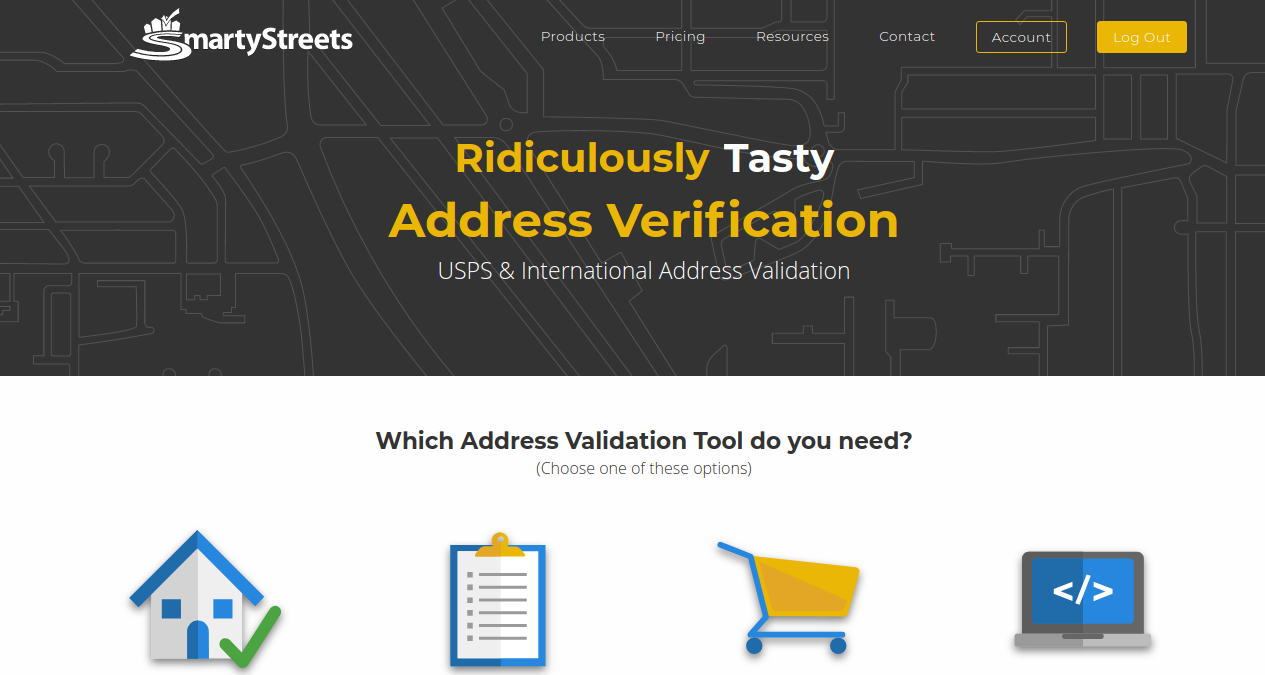 SmartyStreets
Products Pricing Resources Contact Account Log Out
Ridiculously Tasty
Address Verification
USPS & International Address Validation
Which Address Validation Tool do you need?
(Choose one of these options)
</>